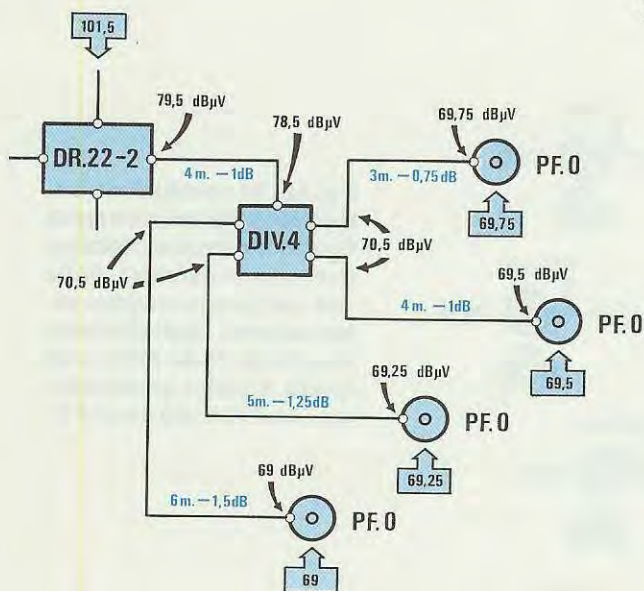 101,5
79,5 dBµV
78,5 dBµV
69,75 dBµV
DR.22-2
4 m. – 1dB
3m. – 0,75 dB
PF. 0
69,75
DIV.4
70,5 dBµV
70,5 dBµV
69,5 dBµV
4 m. – 1dB
PF. 0
69,5
69,25 dBµV
5m. – 1,25dB
PF. 0
69,25
69 dBµV
6 m. – 1,5dB
PF. 0
69